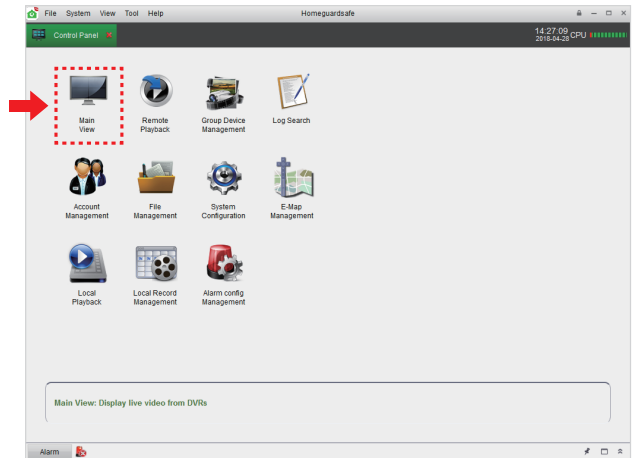 File System View Tool Help Homeguardsafe
Control Panel 14:27:09
2018-04-28 CPU
Main
View
Remote
Playback
Group Device
Management
Log Search
Account
Management
File
Management
System
Configuration
E-Map
Management
Local
Playback
Local Record
Management
Alarm config
Management
Main View: Display live video from DVRs
Alarm